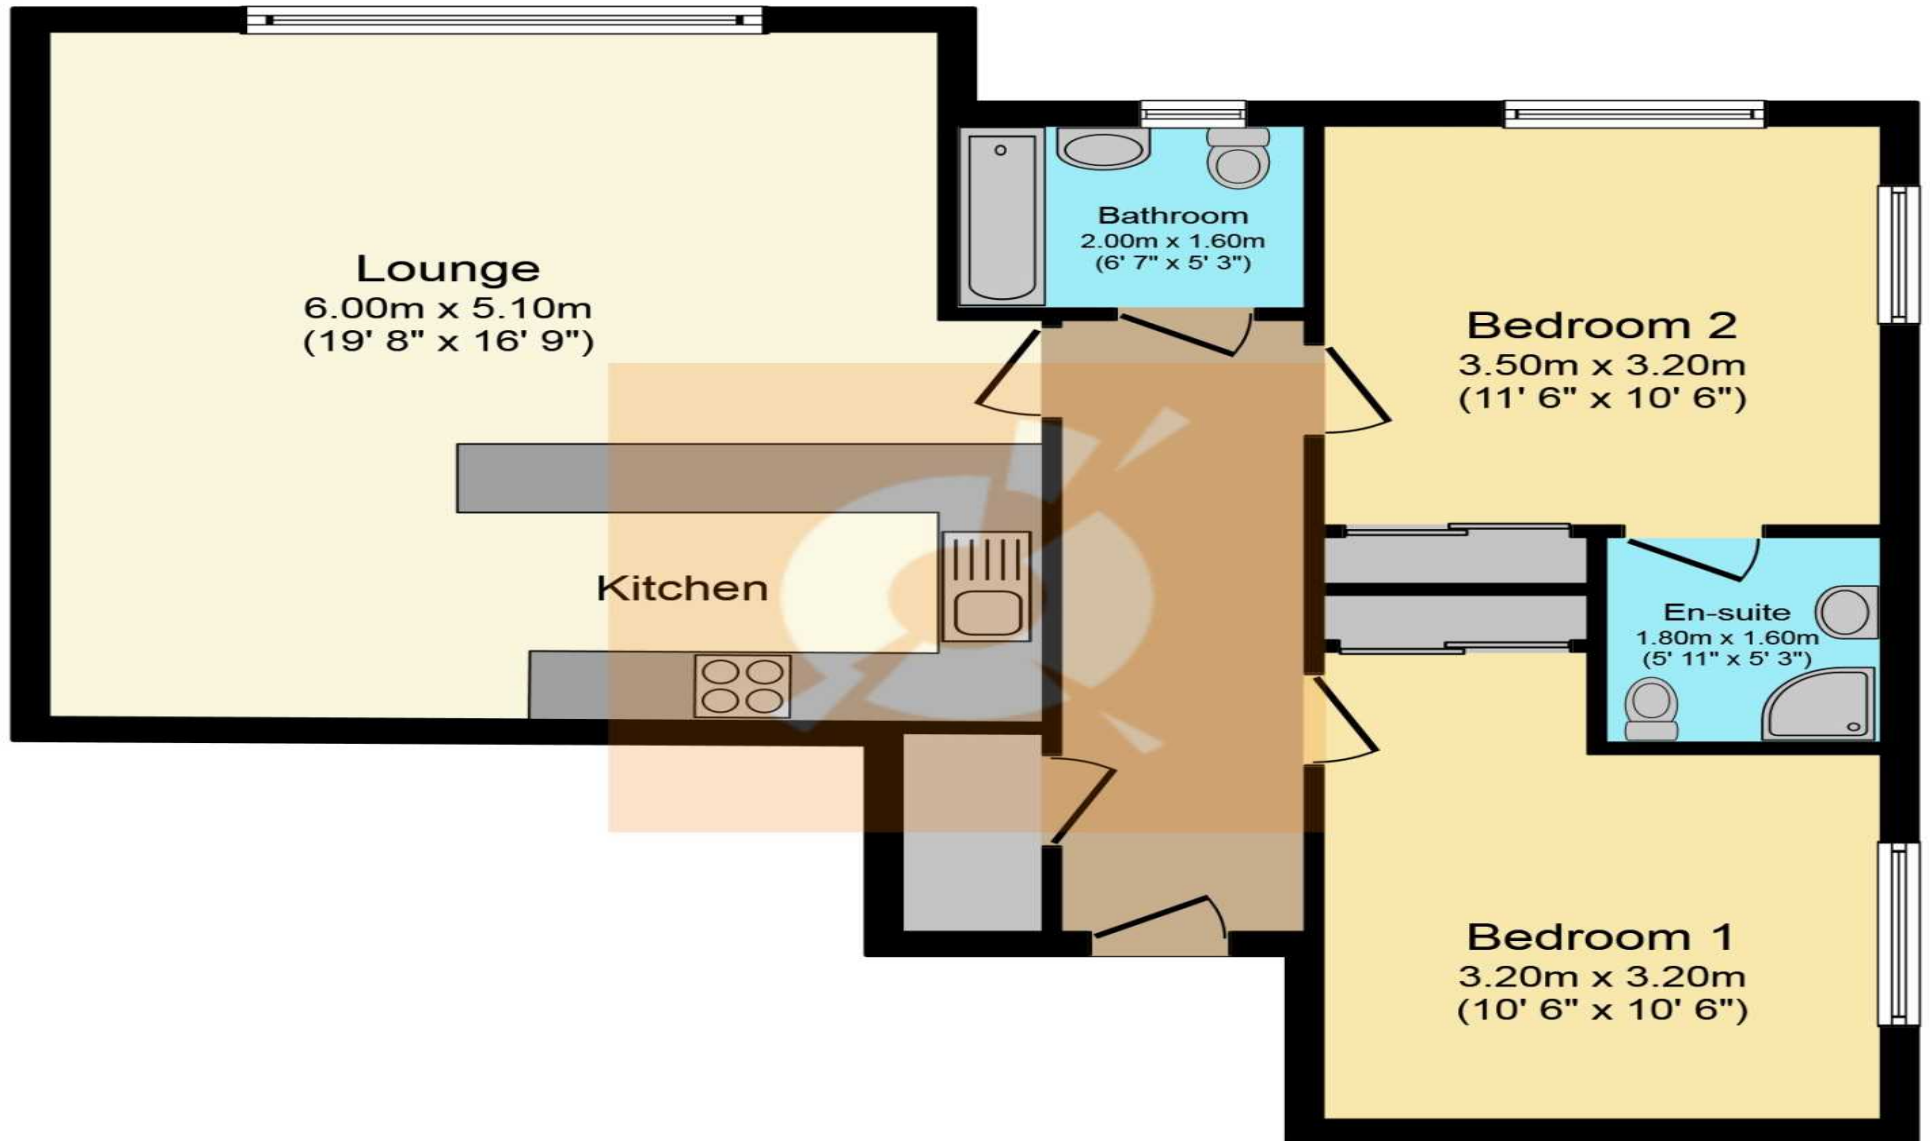 Lounge
6.00m x 5.10m
(19' 8" x 16' 9")
Bathroom
2.00m x 1.60m
(6' 7" x 5' 3")
Bedroom 2
3.50m x 3.20m
(11' 6" x 10' 6")
Kitchen
En-suite
1.80m x 1.60m
(5' 11" x 5' 3")
Bedroom 1
3.20m x 3.20m
(10' 6" x 10' 6")